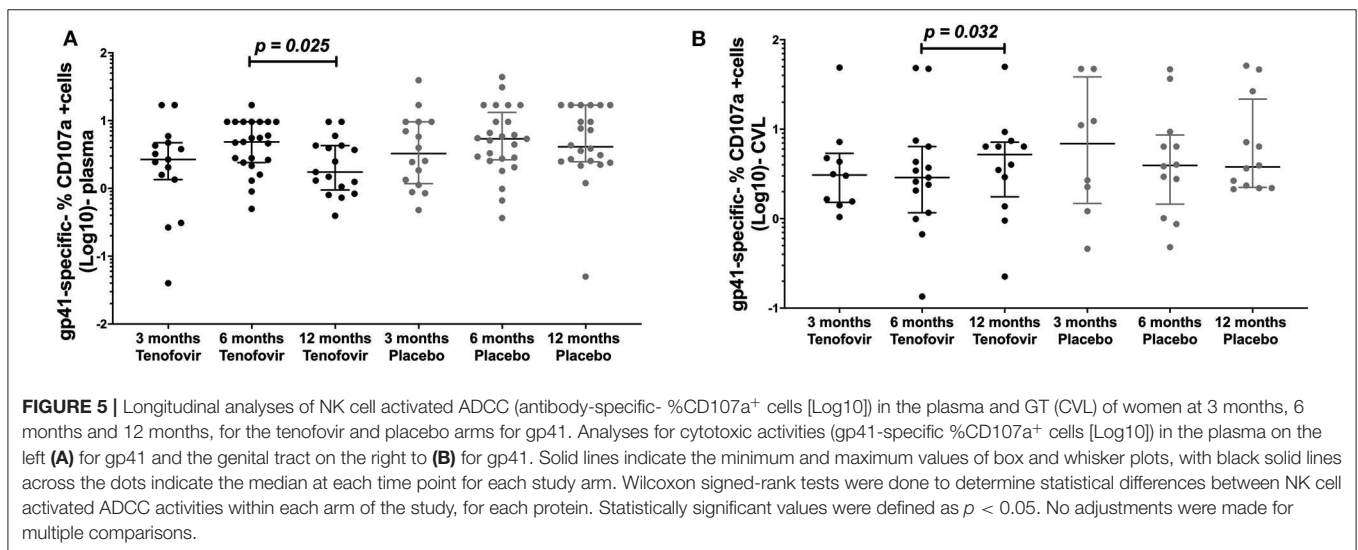 A
p = 0.025
gp41-specific- % CD107a +cells
(Log10)- plasma
2
1
0
-1
-2
3 months
Tenofovir
6 months
Tenofovir
12 months
Tenofovir
3 months
Placebo
6 months
Placebo
12 months
Placebo
B
p = 0.032
gp41-specific- % CD107a +cells
(Log10)- CVL
2
1
0
-1
3 months
Tenofovir
6 months
Tenofovir
12 months
Tenofovir
3 months
Placebo
6 months
Placebo
12 months
Placebo
FIGURE 5 | Longitudinal analyses of NK cell activated ADCC (antibody-specific- %CD107a+ cells [Log10]) in the plasma and GT (CVL) of women at 3 months, 6
months and 12 months, for the tenofovir and placebo arms for gp41. Analyses for cytotoxic activities (gp41-specific %CD107a+ cells [Log10]) in the plasma on the
left (A) for gp41 and the genital tract on the right to (B) for gp41. Solid lines indicate the minimum and maximum values of box and whisker plots, with black solid lines
across the dots indicate the median at each time point for each study arm. Wilcoxon signed-rank tests were done to determine statistical differences between NK cell
activated ADCC activities within each arm of the study, for each protein. Statistically significant values were defined as p < 0.05. No adjustments were made for
multiple comparisons.